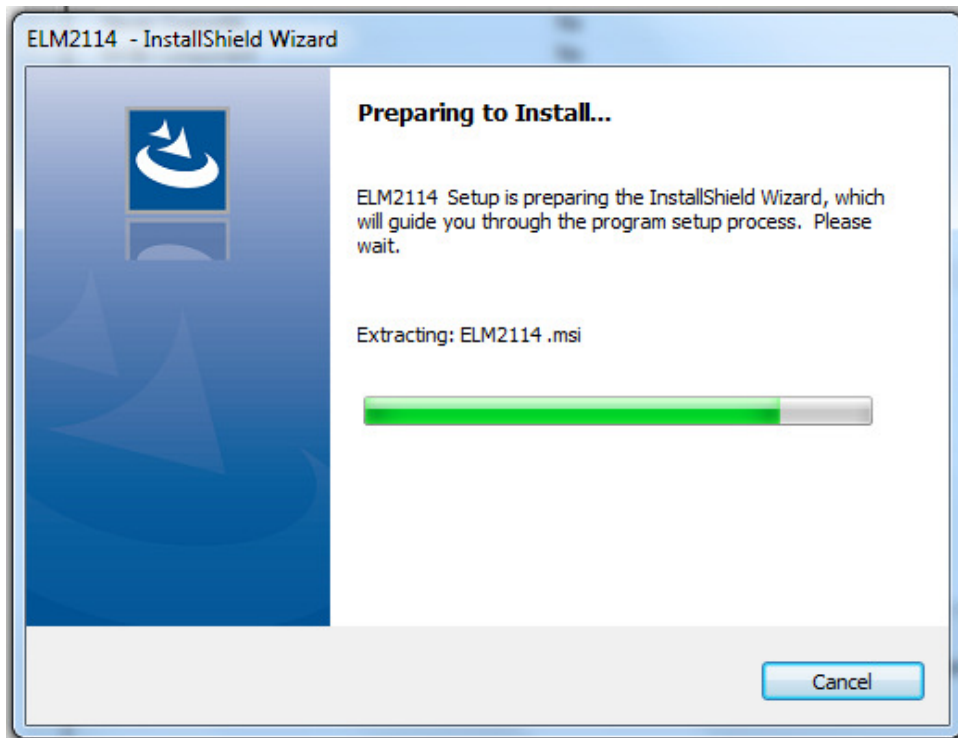 ELM2114 - InstallShield Wizard
Preparing to Install...
ELM2114 Setup is preparing the InstallShield Wizard, which
will guide you through the program setup process. Please
wait.
Extracting: ELM2114 .msi
Cancel